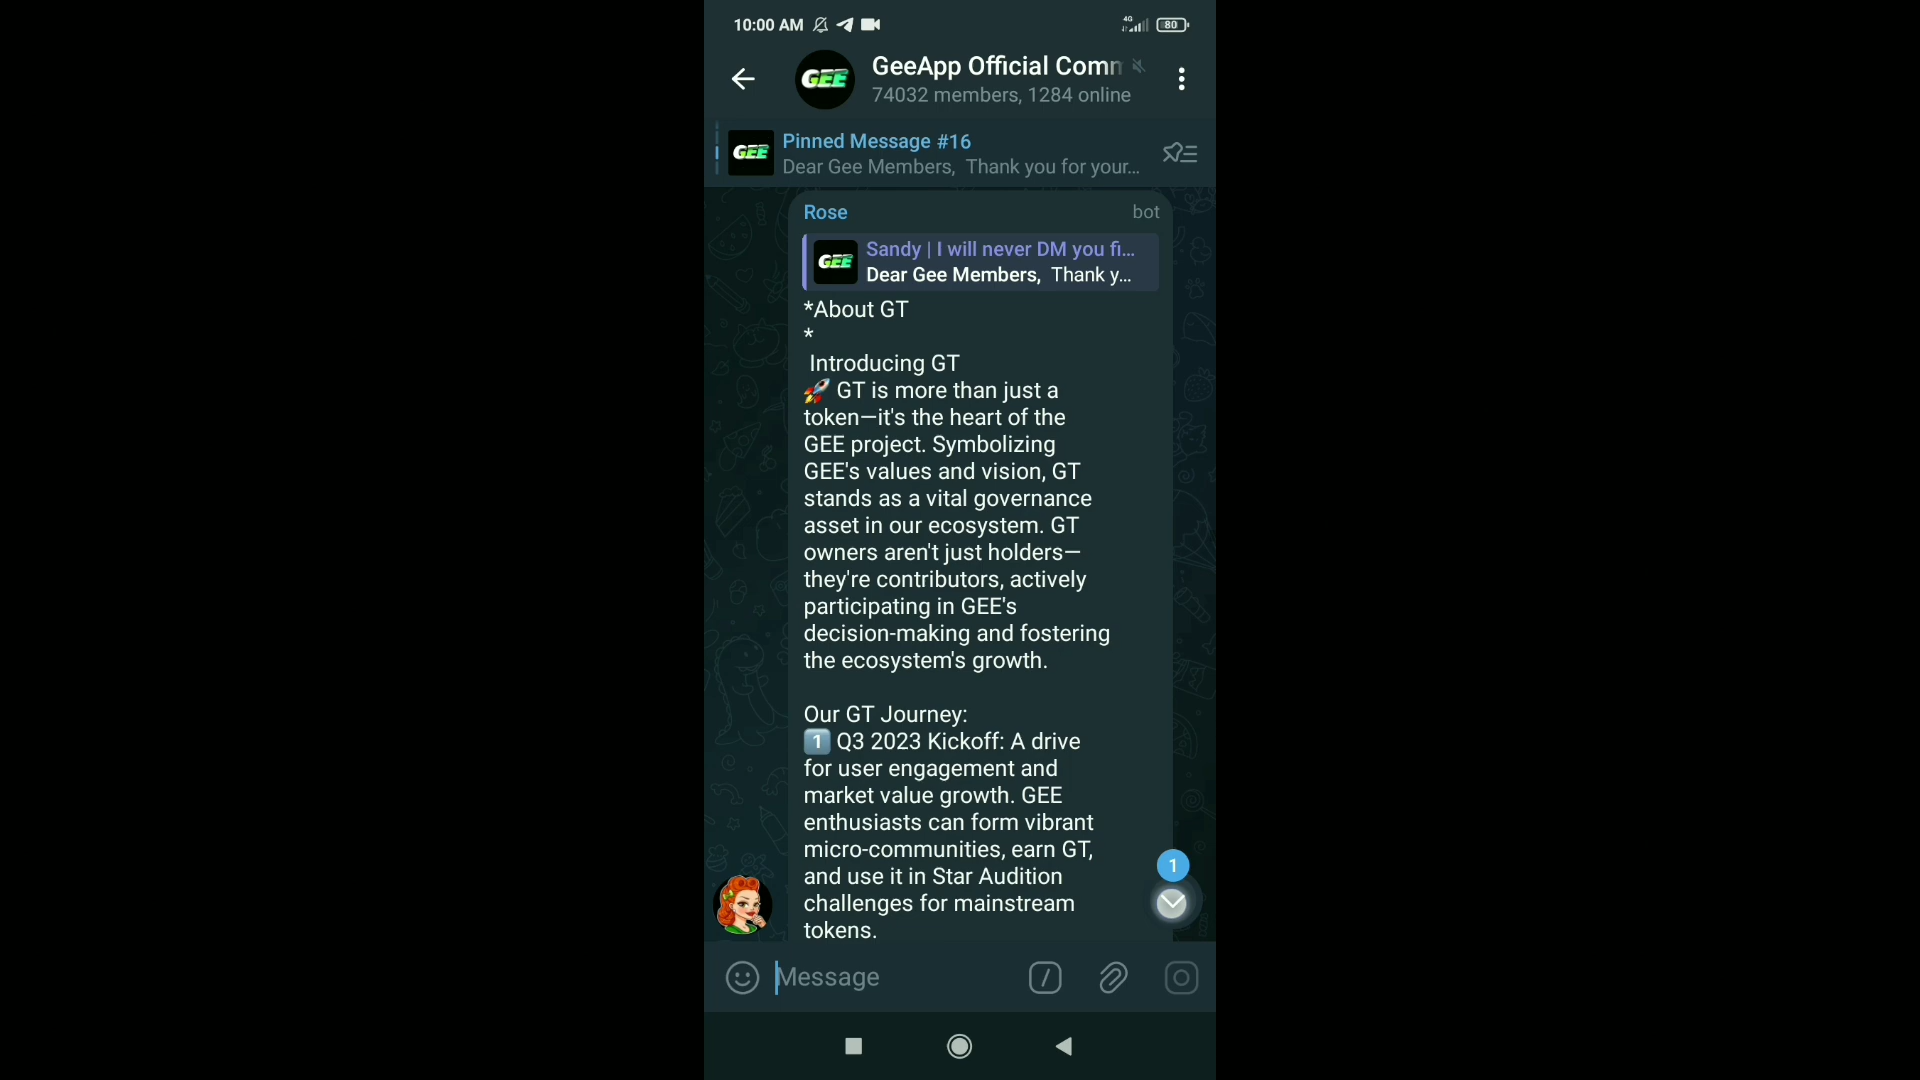 10:00 AM
4G
80
GEE
GeeApp Official Comm
74032 members, 1284 online
GEE
Pinned Message #16
Dear Gee Members, Thank you for your...
Rose
bot
GEE
Sandy | I will never DM you fi...
Dear Gee Members, Thank y...
*About GT
*
Introducing GT
🚀 GT is more than just a
token—it's the heart of the
GEE project. Symbolizing
GEE's values and vision, GT
stands as a vital governance
asset in our ecosystem. GT
owners aren't just holders—
they're contributors, actively
participating in GEE's
decision-making and fostering
the ecosystem's growth.
Our GT Journey:
1️⃣ Q3 2023 Kickoff: A drive
for user engagement and
market value growth. GEE
enthusiasts can form vibrant
micro-communities, earn GT,
and use it in Star Audition
challenges for mainstream
tokens.
1
Message